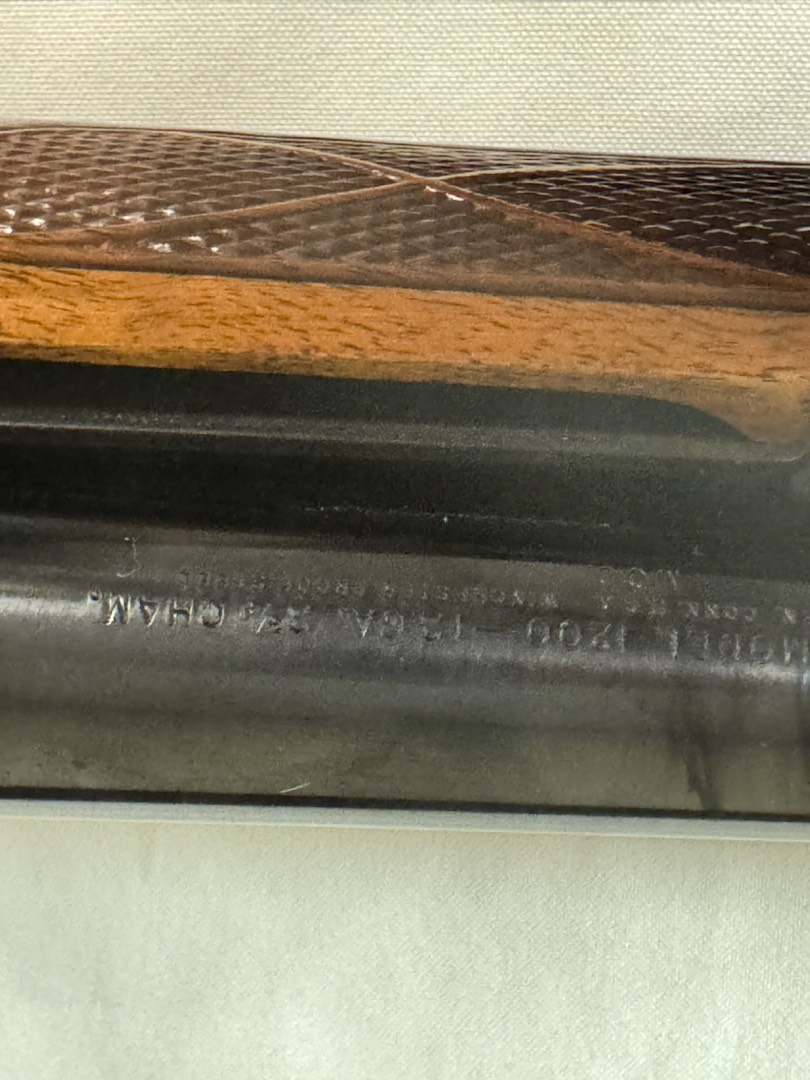 MODEL 1200 – 12 GA. 2¾ CHAM.
CONN. U.S.A. WINCHESTER PROOF STEEL